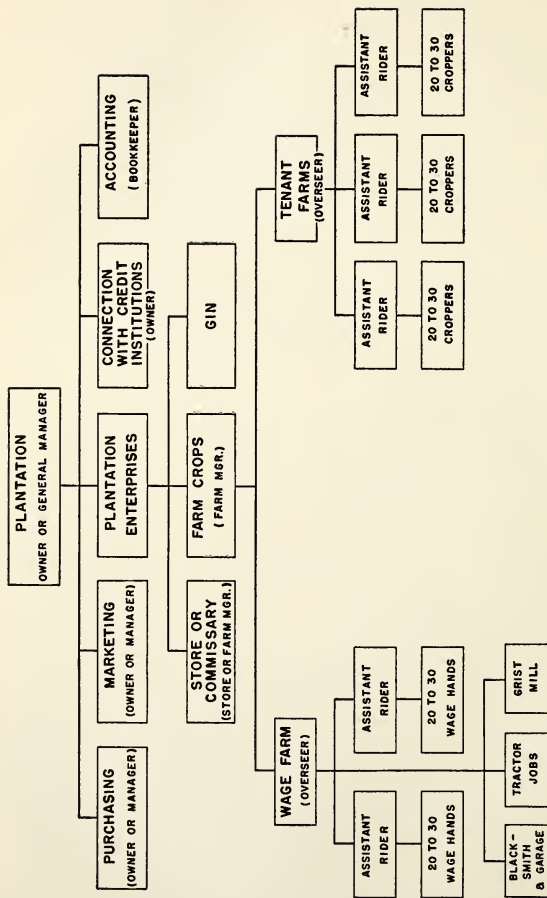 PLANTATION
OWNER OR GENERAL MANAGER
PURCHASING
(OWNER OR MANAGER)
MARKETING
(OWNER OR MANAGER)
PLANTATION
ENTERPRISES
CONNECTION
WITH CREDIT
INSTITUTIONS
(OWNER)
ACCOUNTING
(BOOKKEEPER)
STORE OR
COMMISSARY
(STORE OR FARM MGR.)
FARM CROPS
(FARM MGR.)
GIN
WAGE FARM
(OVERSEER)
TENANT
FARMS
(OVERSEER)
ASSISTANT
RIDER
ASSISTANT
RIDER
ASSISTANT
RIDER
ASSISTANT
RIDER
ASSISTANT
RIDER
20 TO 30
WAGE HANDS
20 TO 30
WAGE HANDS
20 TO 30
CROPPERS
20 TO 30
CROPPERS
20 TO 30
CROPPERS
BLACK-
SMITH
& GARAGE
TRACTOR
JOBS
GRIST
MILL